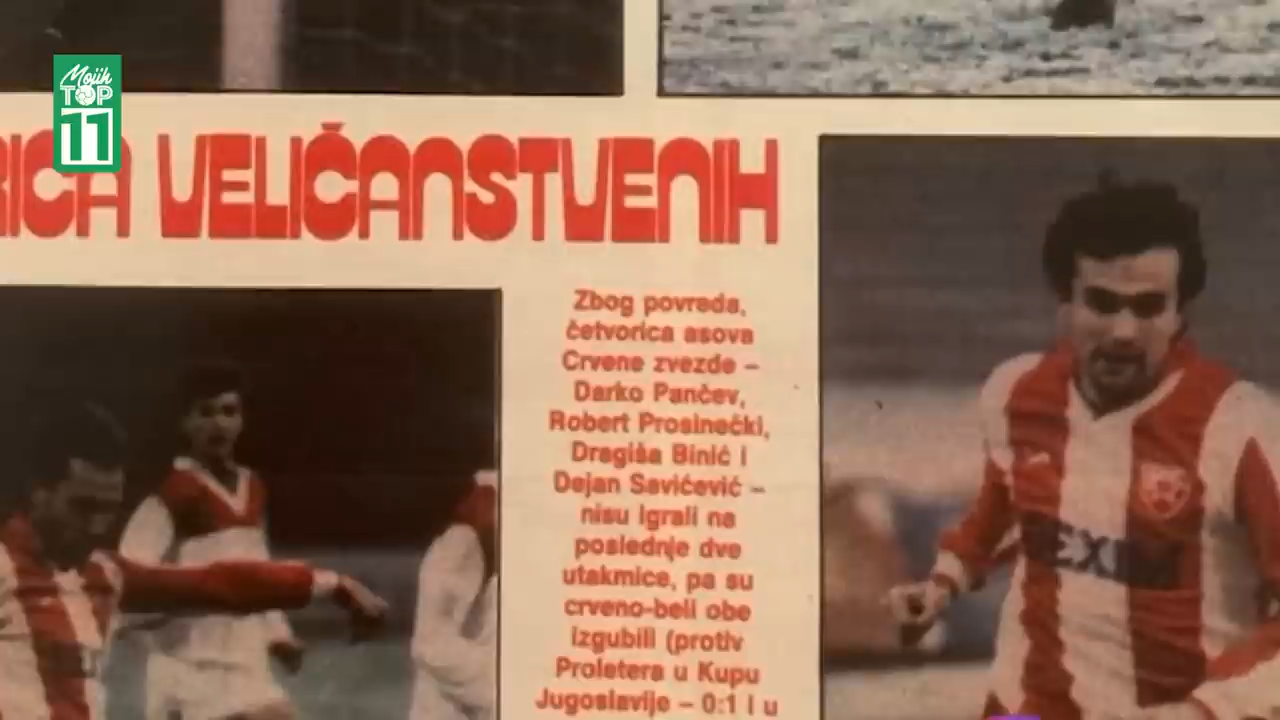 Mojih
TOP
11
RICA VELIČANSTVENIH
Zbog povreda,
četvorica asova
Crvene zvezde –
Darko Pančev,
Robert Prosinečki,
Dragiša Binić i
Dejan Savićević –
nisu igrali na
poslednje dve
utakmice, pa su
crveno-beli obe
izgubili (protiv
Proletera u Kupu
Jugoslavije – 0:1 i u